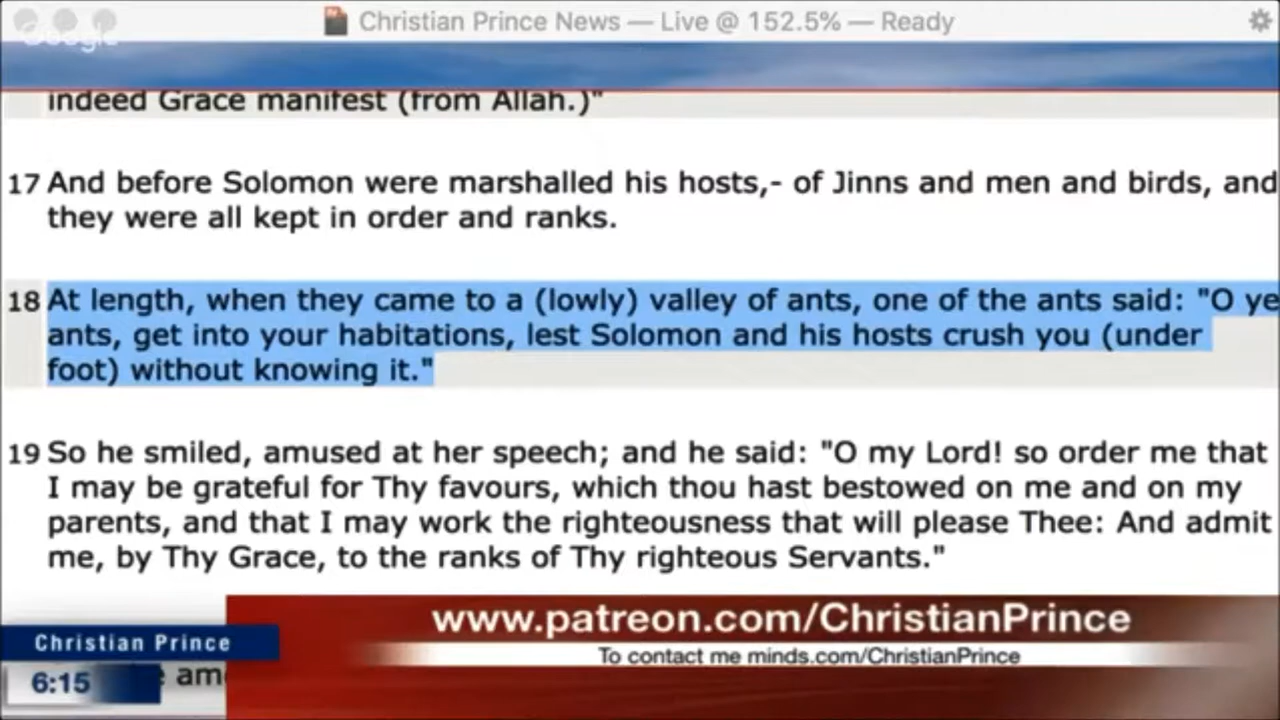 Christian Prince News — Live @ 152.5% — Ready
Google
indeed Grace manifest (from Allah.)"
17 And before Solomon were marshalled his hosts,- of Jinns and men and birds, and
they were all kept in order and ranks.
18 At length, when they came to a (lowly) valley of ants, one of the ants said: "O ye
ants, get into your habitations, lest Solomon and his hosts crush you (under
foot) without knowing it."
19 So he smiled, amused at her speech; and he said: "O my Lord! so order me that
I may be grateful for Thy favours, which thou hast bestowed on me and on my
parents, and that I may work the righteousness that will please Thee: And admit
me, by Thy Grace, to the ranks of Thy righteous Servants."
www.patreon.com/ChristianPrince
Christian Prince
To contact me minds.com/ChristianPrince
6:15